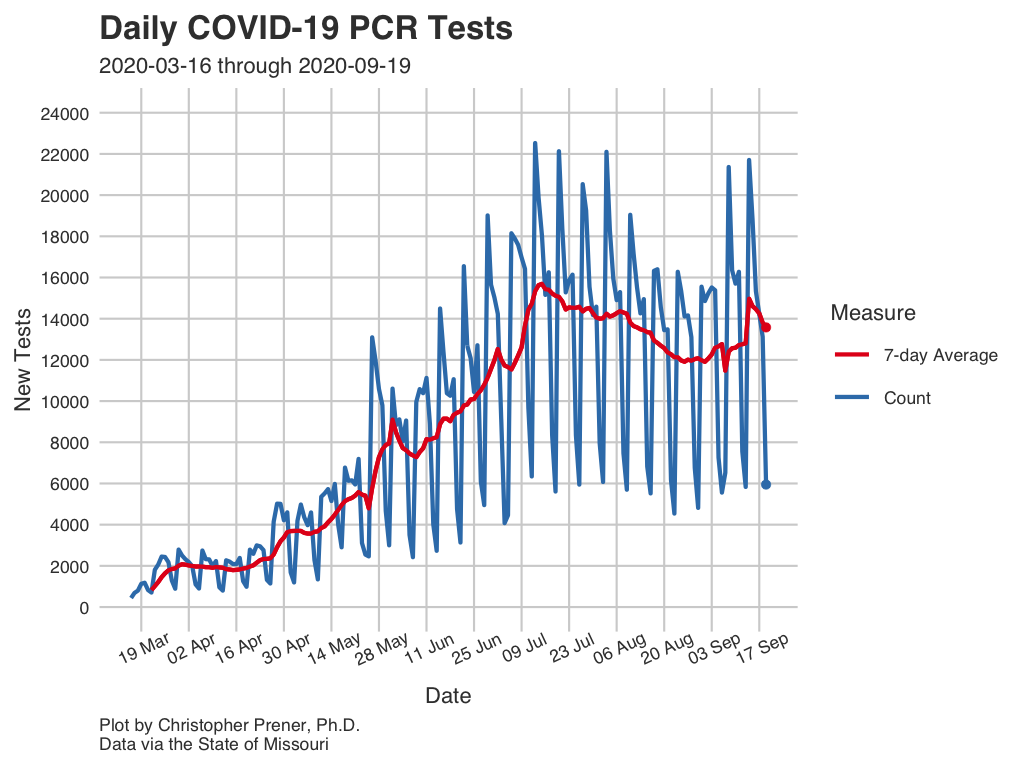 Daily COVID-19 PCR Tests
2020-03-16 through 2020-09-19
New Tests
24000
22000
20000
18000
16000
14000
12000
10000
8000
6000
4000
2000
0
19 Mar
02 Apr
16 Apr
30 Apr
14 May
28 May
11 Jun
25 Jun
09 Jul
23 Jul
06 Aug
20 Aug
03 Sep
17 Sep
Date
Measure
7-day Average
Count
Plot by Christopher Prener, Ph.D.
Data via the State of Missouri